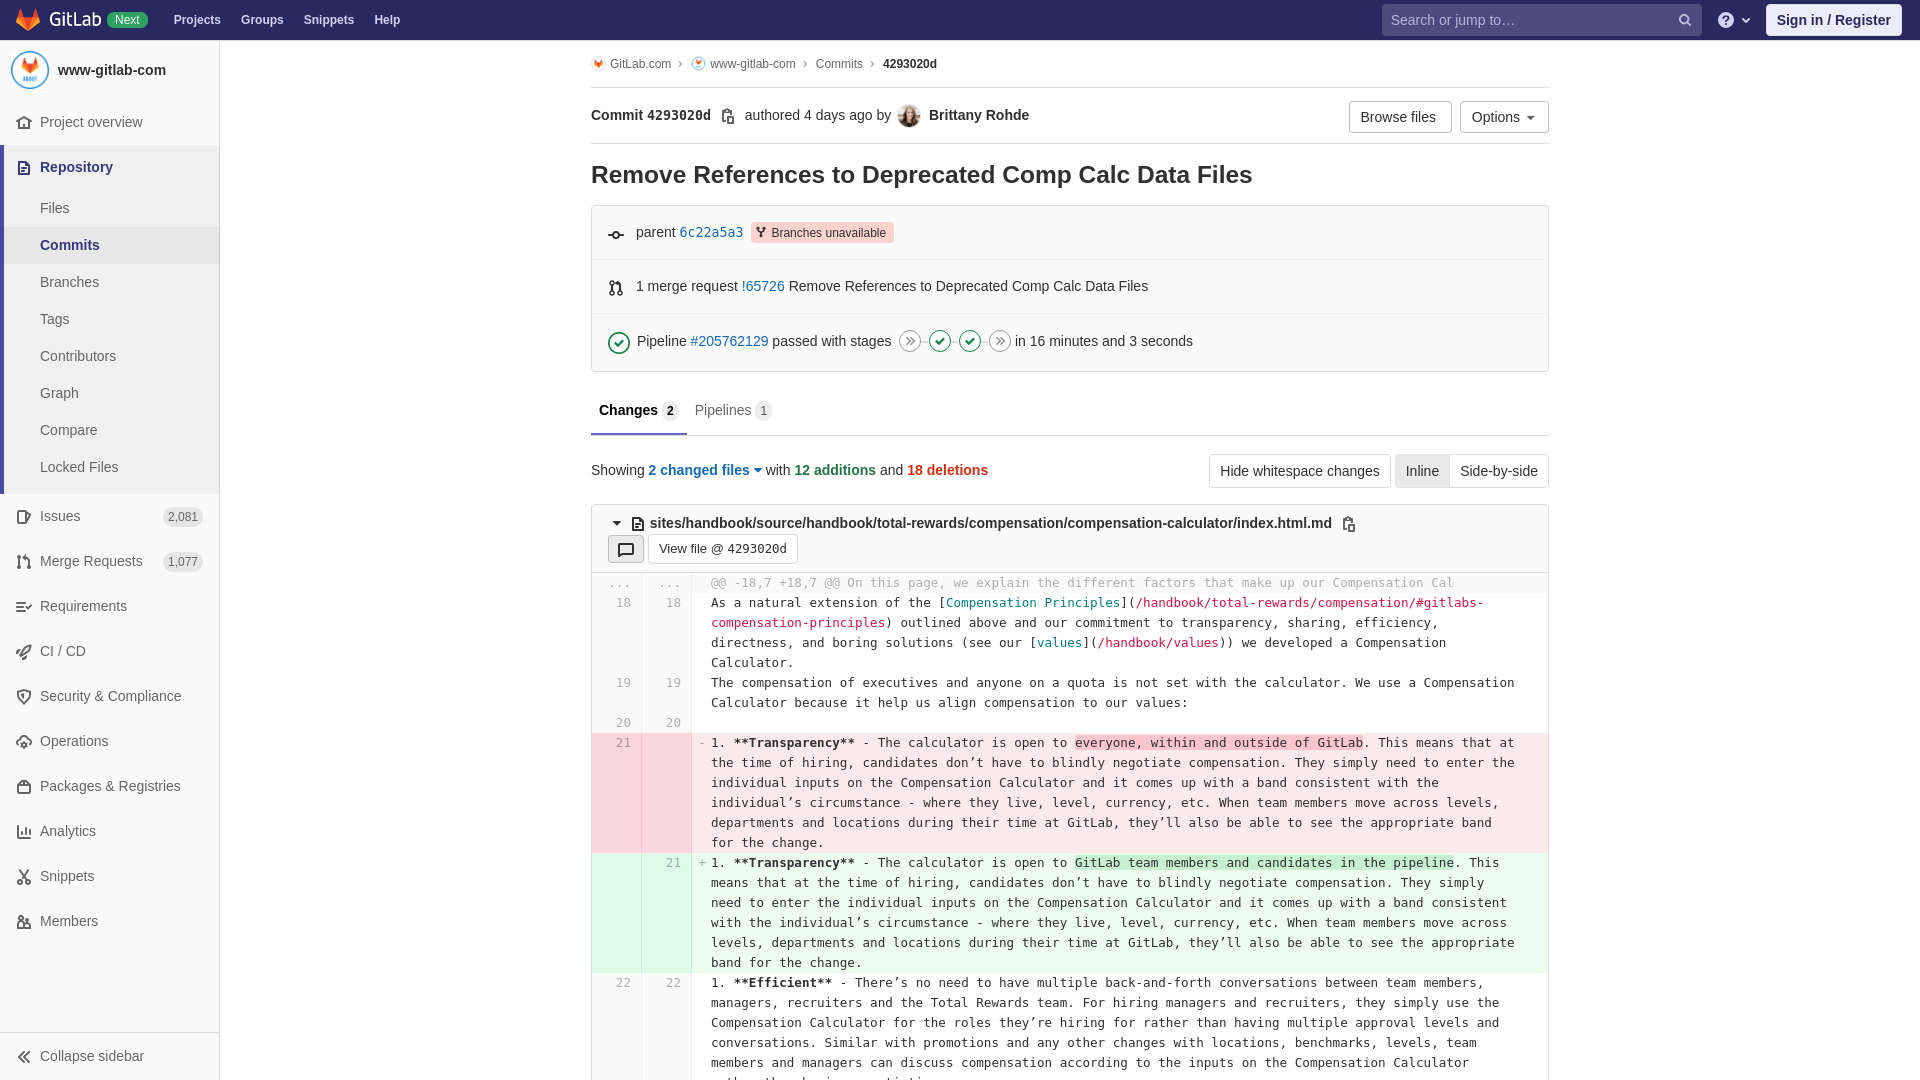 GitLab Next Projects Groups Snippets Help Search or jump to… Sign in / Register
www-gitlab-com
Project overview
Repository
Files
Commits
Branches
Tags
Contributors
Graph
Compare
Locked Files
Issues 2,081
Merge Requests 1,077
Requirements
CI / CD
Security & Compliance
Operations
Packages & Registries
Analytics
Snippets
Members
Collapse sidebar
GitLab.com > www-gitlab-com > Commits > 4293020d
Commit 4293020d authored 4 days ago by Brittany Rohde Browse files Options
Remove References to Deprecated Comp Calc Data Files
parent 6c22a5a3 Branches unavailable
1 merge request !65726 Remove References to Deprecated Comp Calc Data Files
Pipeline #205762129 passed with stages in 16 minutes and 3 seconds
Changes 2 Pipelines 1
Showing 2 changed files with 12 additions and 18 deletions Hide whitespace changes Inline Side-by-side
sites/handbook/source/handbook/total-rewards/compensation/compensation-calculator/index.html.md
View file @ 4293020d
... ... @@ -18,7 +18,7 @@ On this page, we explain the different factors that make up our Compensation Cal
18 18 As a natural extension of the [Compensation Principles](/handbook/total-rewards/compensation/#gitlabs-
compensation-principles) outlined above and our commitment to transparency, sharing, efficiency,
directness, and boring solutions (see our [values](/handbook/values)) we developed a Compensation
Calculator.
19 19 The compensation of executives and anyone on a quota is not set with the calculator. We use a Compensation
Calculator because it help us align compensation to our values:
20 20
21 - 1. **Transparency** - The calculator is open to everyone, within and outside of GitLab. This means that at
the time of hiring, candidates don’t have to blindly negotiate compensation. They simply need to enter the
individual inputs on the Compensation Calculator and it comes up with a band consistent with the
individual’s circumstance - where they live, level, currency, etc. When team members move across levels,
departments and locations during their time at GitLab, they’ll also be able to see the appropriate band
for the change.
21 + 1. **Transparency** - The calculator is open to GitLab team members and candidates in the pipeline. This
means that at the time of hiring, candidates don’t have to blindly negotiate compensation. They simply
need to enter the individual inputs on the Compensation Calculator and it comes up with a band consistent
with the individual’s circumstance - where they live, level, currency, etc. When team members move across
levels, departments and locations during their time at GitLab, they’ll also be able to see the appropriate
band for the change.
22 22 1. **Efficient** - There’s no need to have multiple back-and-forth conversations between team members,
managers, recruiters and the Total Rewards team. For hiring managers and recruiters, they simply use the
Compensation Calculator for the roles they’re hiring for rather than having multiple approval levels and
conversations. Similar with promotions and any other changes with locations, benchmarks, levels, team
members and managers can discuss compensation according to the inputs on the Compensation Calculator